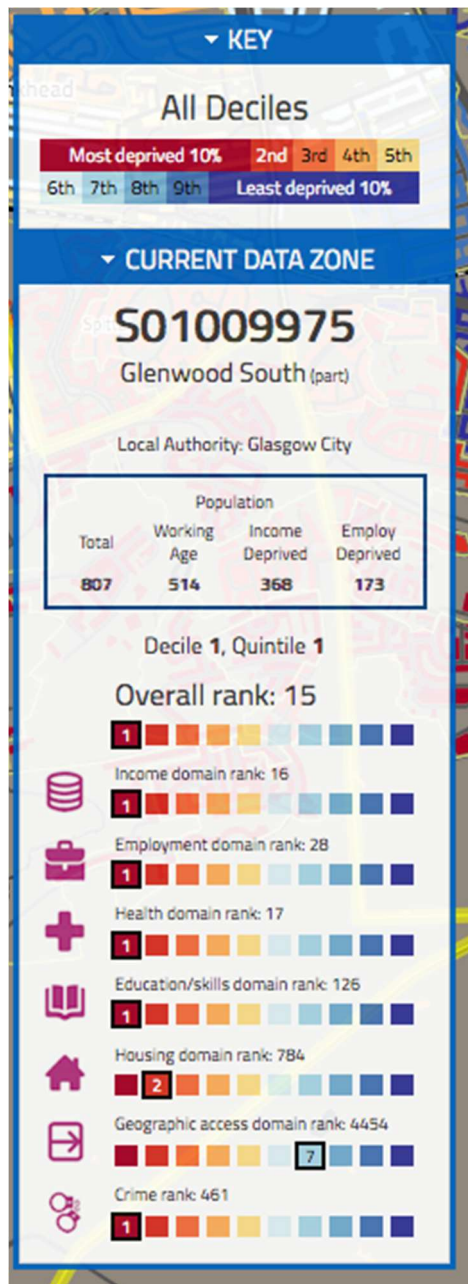 KEY
All Deciles
Most deprived 10% 2nd 3rd 4th 5th
6th 7th 8th 9th Least deprived 10%
CURRENT DATA ZONE
S01009975
Glenwood South (part)
Local Authority: Glasgow City
Population
Total Working Age Income Deprived Employ Deprived
807 514 368 173
Decile 1, Quintile 1
Overall rank: 15
1
Income domain rank: 16
1
Employment domain rank: 28
1
Health domain rank: 17
1
Education/skills domain rank: 126
1
Housing domain rank: 784
2
Geographic access domain rank: 4454
7
Crime rank: 461
1